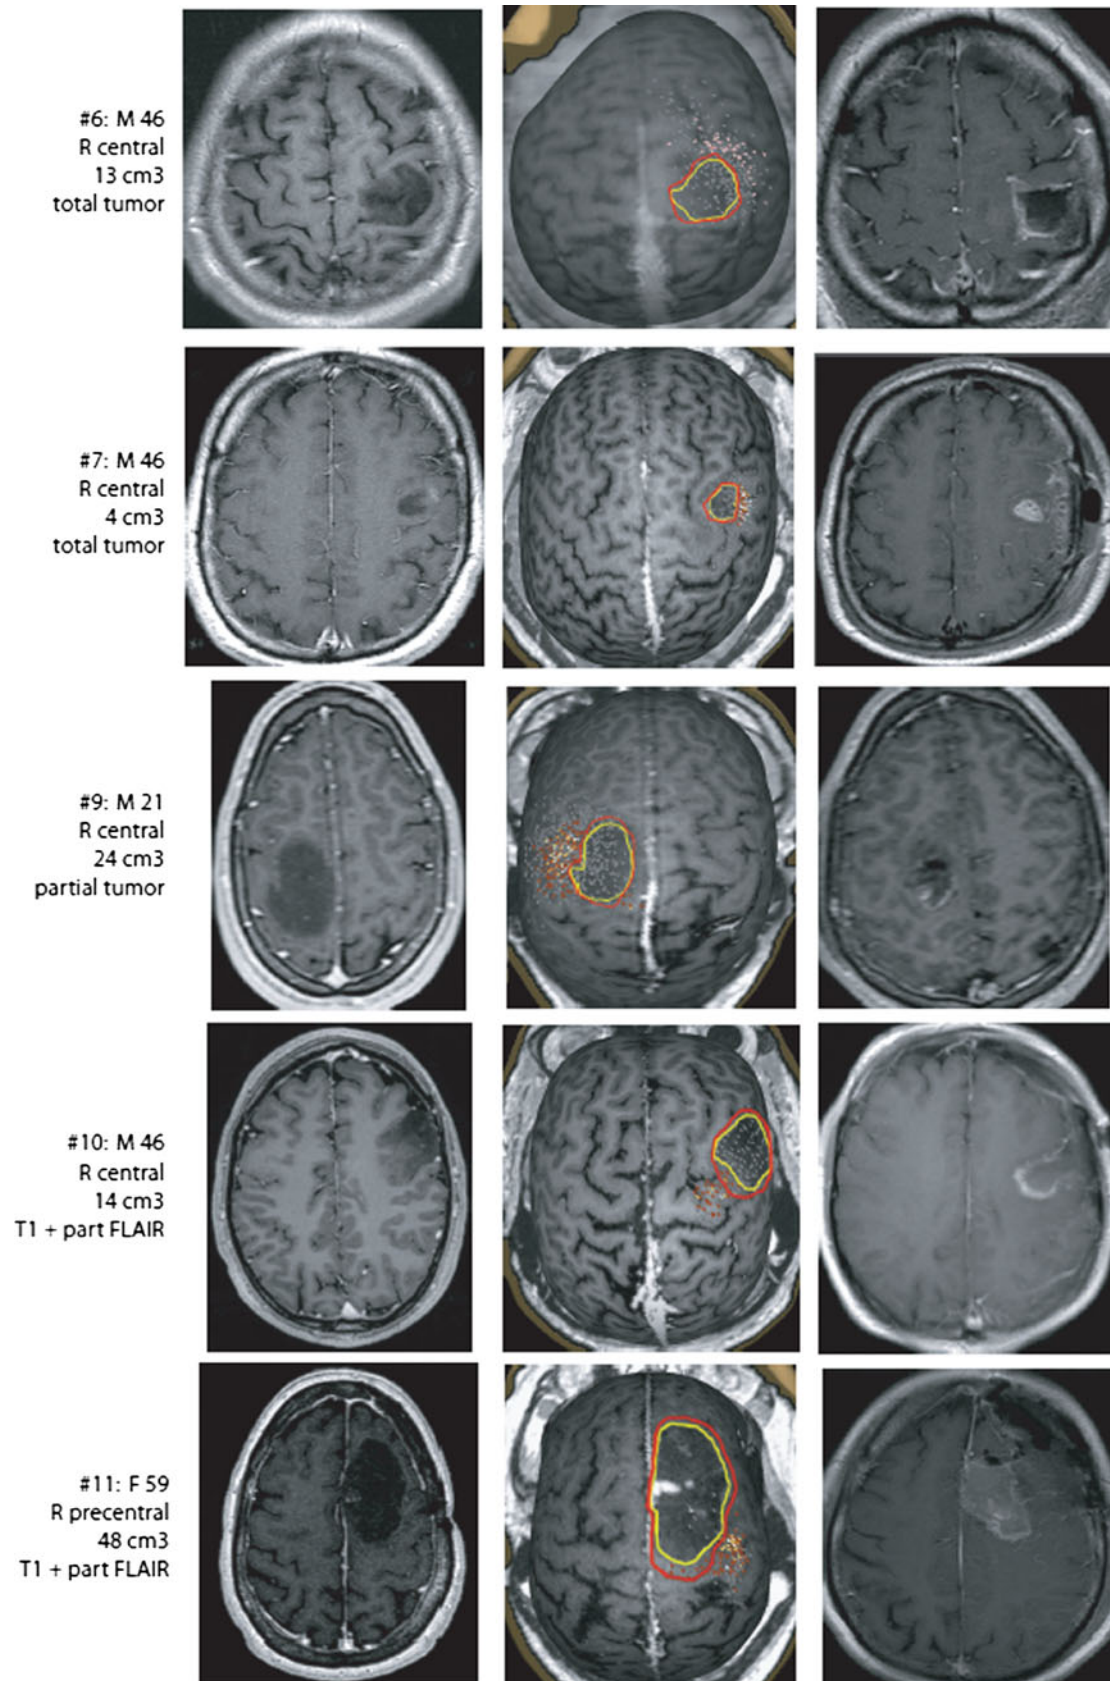 #6: M 46
R central
13 cm3
total tumor
#7: M 46
R central
4 cm3
total tumor
#9: M 21
R central
24 cm3
partial tumor
#10: M 46
R central
14 cm3
T1 + part FLAIR
#11: F 59
R precentral
48 cm3
T1 + part FLAIR